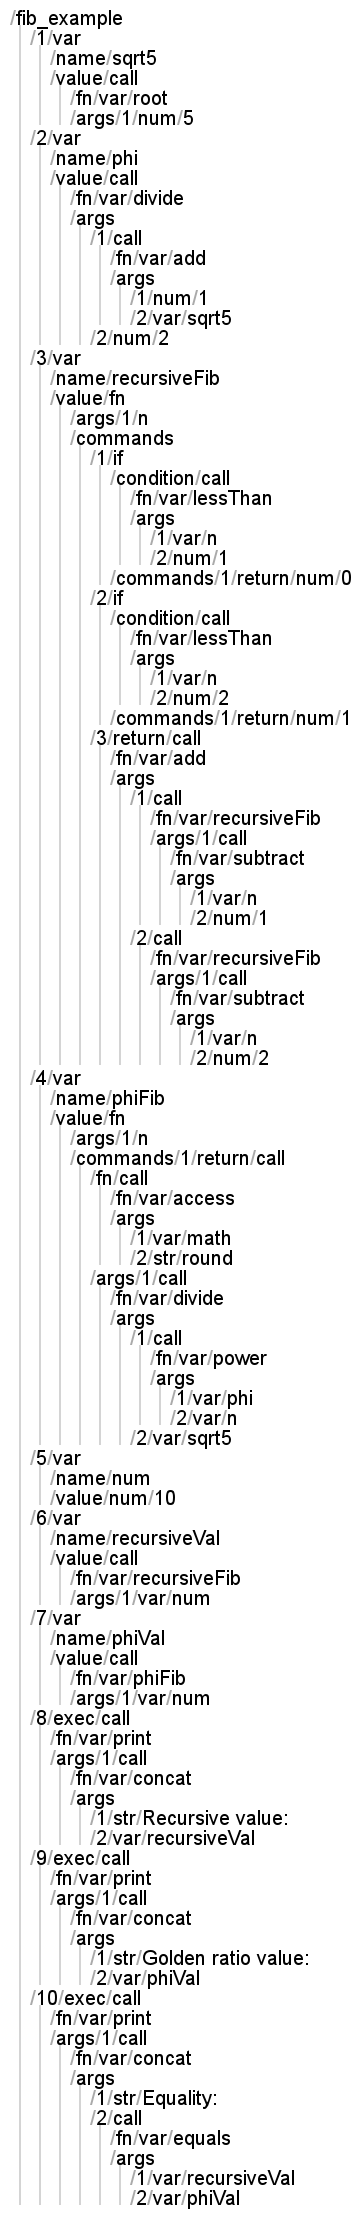 /fib_example
/1/var
/name/sqrt5
/value/call
/fn/var/root
/args/1/num/5
/2/var
/name/phi
/value/call
/fn/var/divide
/args
/1/call
/fn/var/add
/args
/1/num/1
/2/var/sqrt5
/2/num/2
/3/var
/name/recursiveFib
/value/fn
/args/1/n
/commands
/1/if
/condition/call
/fn/var/lessThan
/args
/1/var/n
/2/num/1
/commands/1/return/num/0
/2/if
/condition/call
/fn/var/lessThan
/args
/1/var/n
/2/num/2
/commands/1/return/num/1
/3/return/call
/fn/var/add
/args
/1/call
/fn/var/recursiveFib
/args/1/call
/fn/var/subtract
/args
/1/var/n
/2/num/1
/2/call
/fn/var/recursiveFib
/args/1/call
/fn/var/subtract
/args
/1/var/n
/2/num/2
/4/var
/name/phiFib
/value/fn
/args/1/n
/commands/1/return/call
/fn/call
/fn/var/access
/args
/1/var/math
/2/str/round
/args/1/call
/fn/var/divide
/args
/1/call
/fn/var/power
/args
/1/var/phi
/2/var/n
/2/var/sqrt5
/5/var
/name/num
/value/num/10
/6/var
/name/recursiveVal
/value/call
/fn/var/recursiveFib
/args/1/var/num
/7/var
/name/phiVal
/value/call
/fn/var/phiFib
/args/1/var/num
/8/exec/call
/fn/var/print
/args/1/call
/fn/var/concat
/args
/1/str/Recursive value:
/2/var/recursiveVal
/9/exec/call
/fn/var/print
/args/1/call
/fn/var/concat
/args
/1/str/Golden ratio value:
/2/var/phiVal
/10/exec/call
/fn/var/print
/args/1/call
/fn/var/concat
/args
/1/str/Equality:
/2/call
/fn/var/equals
/args
/1/var/recursiveVal
/2/var/phiVal